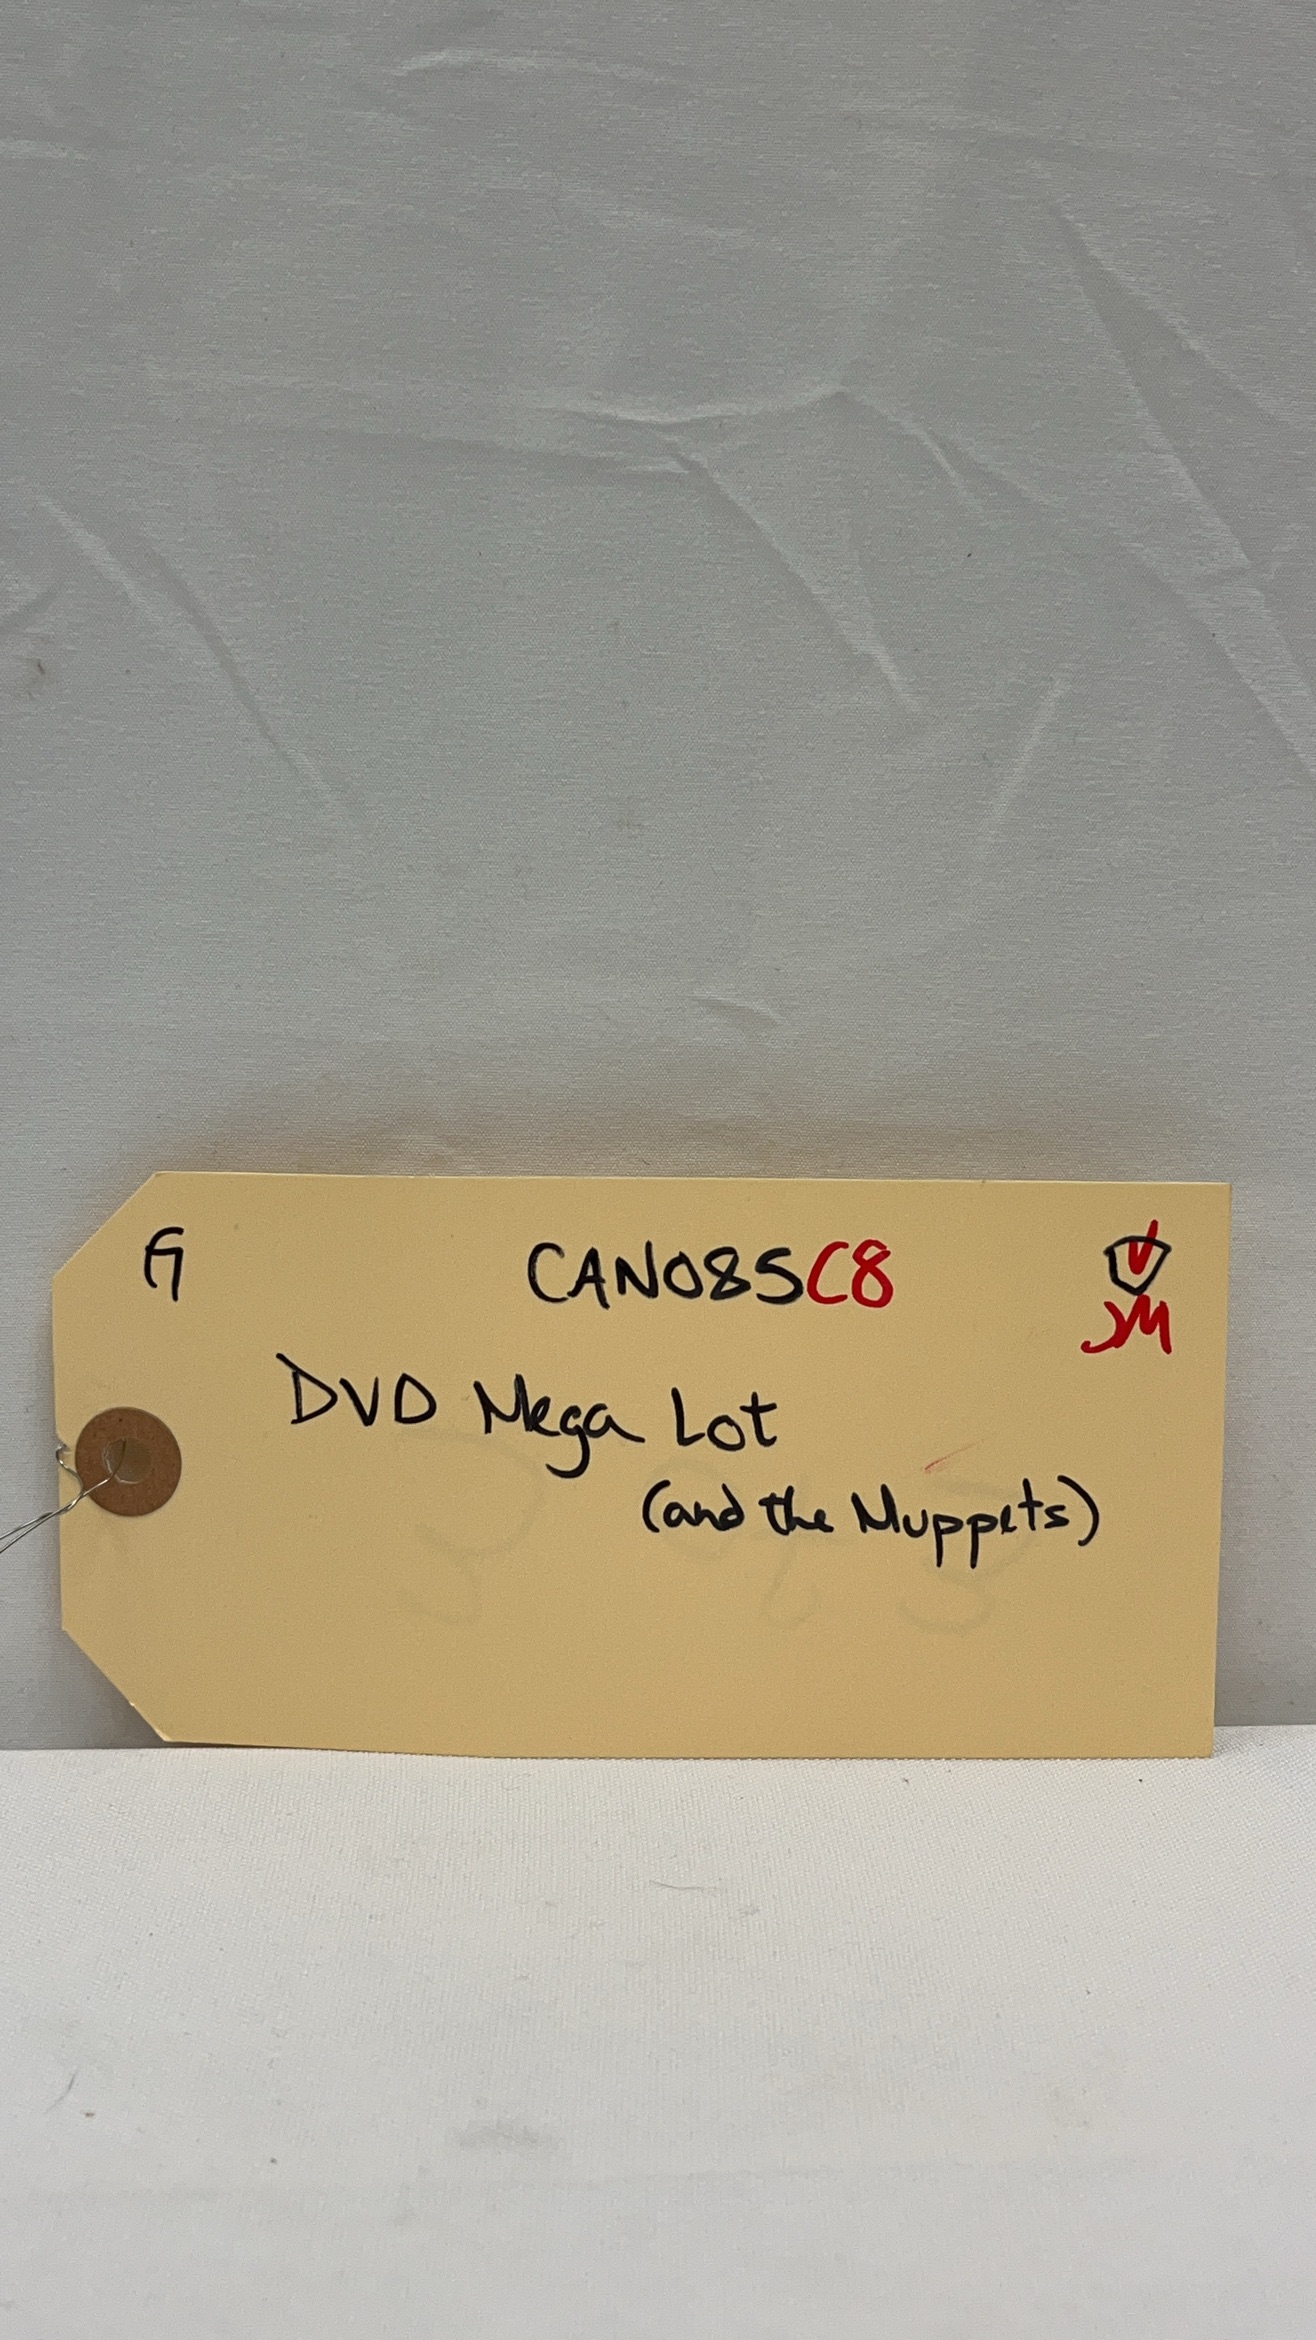 G CAN085C8 V
JM
DVD Mega Lot
(and the Muppets)